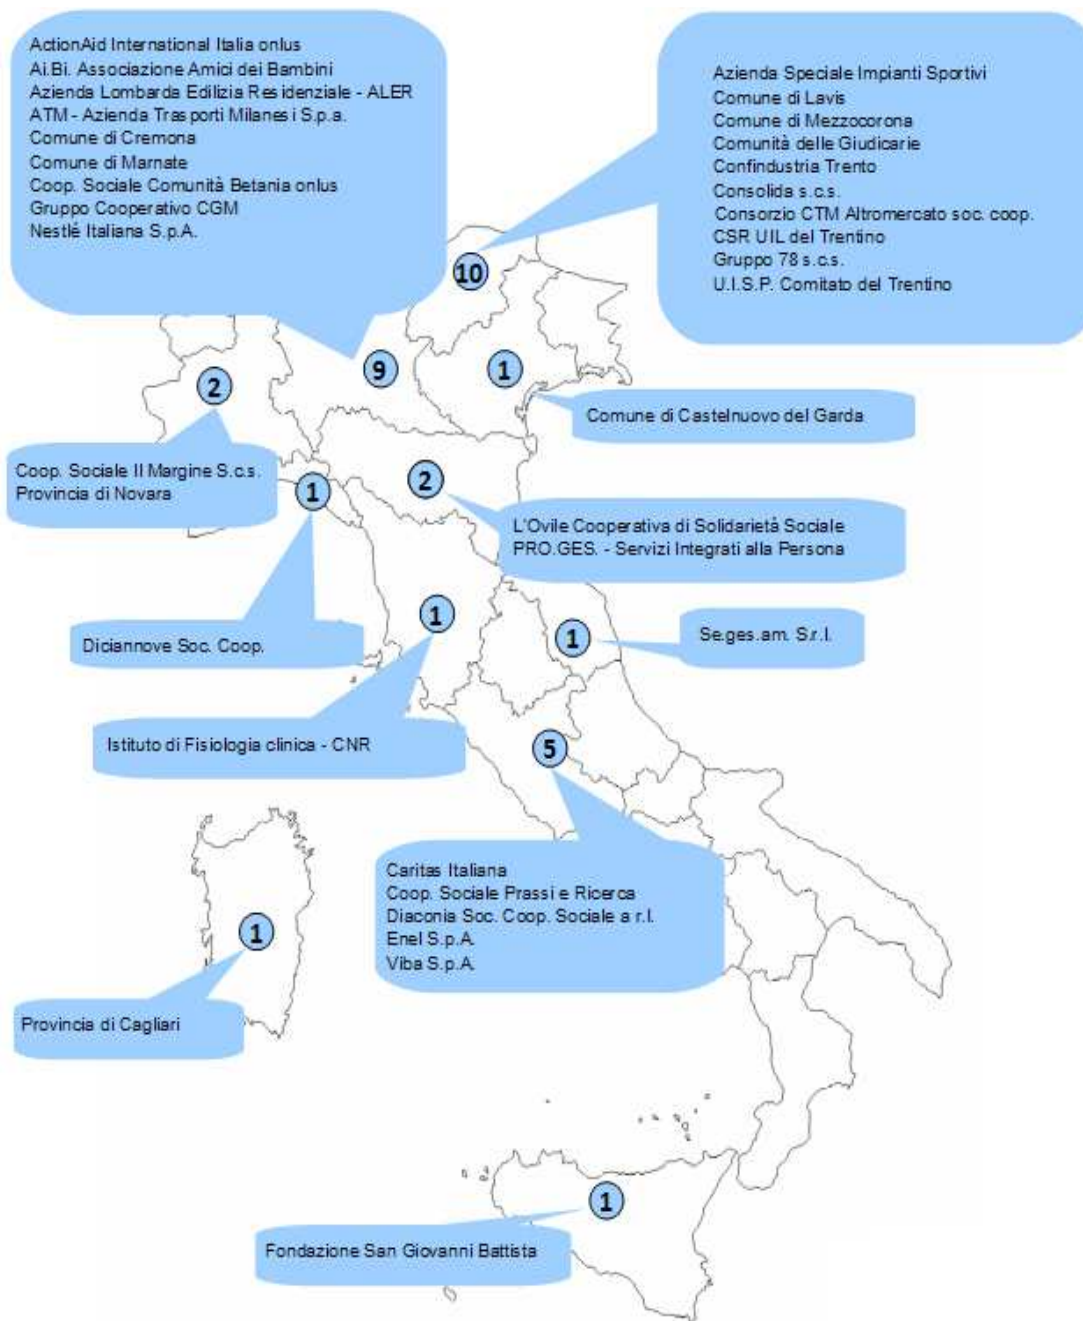 ActionAid International Italia onlus
Ai.Bi. Associazione Amici dei Bambini
Azienda Lombarda Edilizia Residenziale - ALER
ATM - Azienda Trasporti Milanesi S.p.a.
Comune di Cremona
Comune di Marnate
Coop. Sociale Comunità Betania onlus
Gruppo Cooperativo CGM
Nestlé Italiana S.p.A.
Azienda Speciale Impianti Sportivi
Comune di Lavis
Comune di Mezzocorona
Comunità delle Giudicarie
Confindustria Trento
Consolida s.c.s.
Consorzio CTM Altromercato soc. coop.
CSR UIL del Trentino
Gruppo 78 s.c.s.
U.I.S.P. Comitato del Trentino
10
9
1
2
Comune di Castelnuovo del Garda
Coop. Sociale Il Margine S.c.s.
Provincia di Novara
1
2
L'Ovile Cooperativa di Solidarietà Sociale
PRO.GES. - Servizi Integrati alla Persona
1
1
Diciannove Soc. Coop.
Se.ges.am. S.r.l.
Istituto di Fisiologia clinica - CNR
5
Caritas Italiana
Coop. Sociale Prassi e Ricerca
Diaconia Soc. Coop. Sociale a r.l.
Enel S.p.A.
Viba S.p.A.
1
Provincia di Cagliari
1
Fondazione San Giovanni Battista